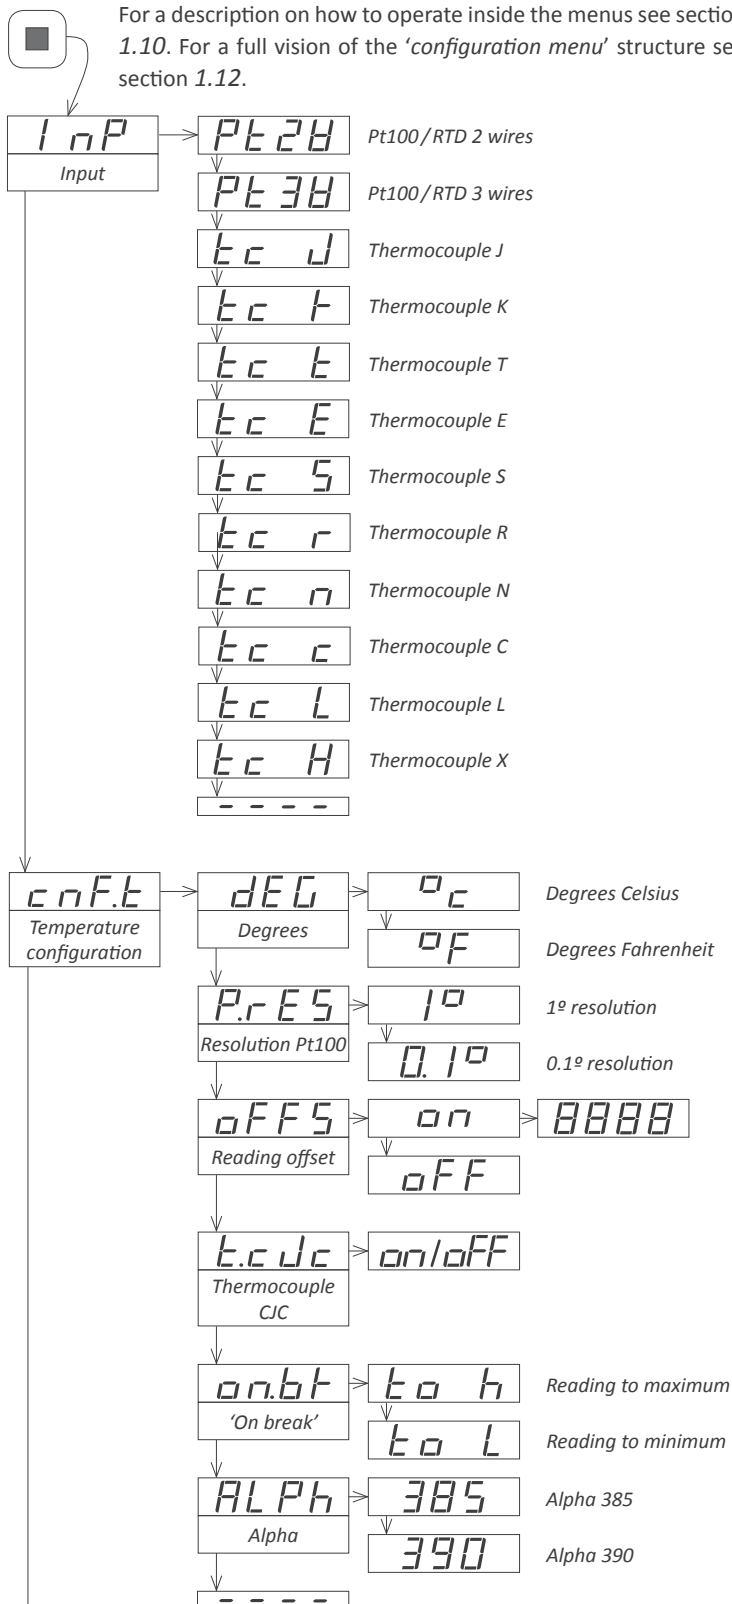 For a description on how to operate inside the menus see sectio
1.10. For a full vision of the ‘configuration menu’ structure se
section 1.12.
InP
Input
Pt2W
Pt100/RTD 2 wires
Pt3W
Pt100/RTD 3 wires
tc J
Thermocouple J
tc K
Thermocouple K
tc t
Thermocouple T
tc E
Thermocouple E
tc S
Thermocouple S
tc r
Thermocouple R
tc n
Thermocouple N
tc c
Thermocouple C
tc L
Thermocouple L
tc H
Thermocouple X
----
cnF.t
Temperature
configuration
dEG
Degrees
ºc
Degrees Celsius
ºF
Degrees Fahrenheit
P.rES
Resolution Pt100
1º
1º resolution
0.1º
0.1º resolution
oFFS
Reading offset
on
8888
oFF
t.cJc
Thermocouple
CJC
on/oFF
on.bk
‘On break’
to h
Reading to maximum
to L
Reading to minimum
ALPh
Alpha
385
Alpha 385
390
Alpha 390
----